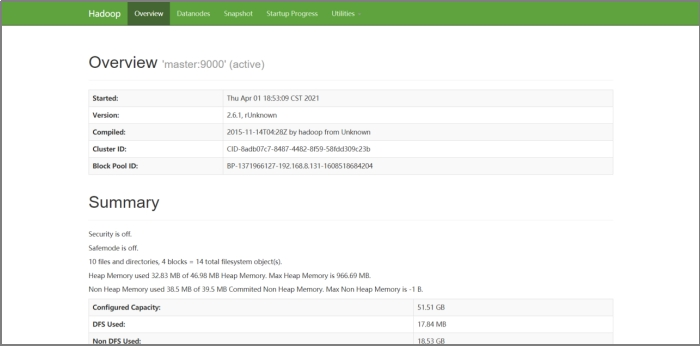 Hadoop Overview Datanodes Snapshot Startup Progress Utilities
Overview 'master:9000' (active)
Started: Thu Apr 01 18:53:09 CST 2021
Version: 2.6.1, rUnknown
Compiled: 2015-11-14T04:28Z by hadoop from Unknown
Cluster ID: CID-8adb07c7-8487-4482-8f59-58fdd309c23b
Block Pool ID: BP-1371966127-192.168.8.131-1608518684204
Summary
Security is off.
Safemode is off.
10 files and directories, 4 blocks = 14 total filesystem object(s).
Heap Memory used 32.83 MB of 46.98 MB Heap Memory. Max Heap Memory is 966.69 MB.
Non Heap Memory used 38.5 MB of 39.5 MB Commited Non Heap Memory. Max Non Heap Memory is -1 B.
Configured Capacity: 51.51 GB
DFS Used: 17.84 MB
Non DFS Used: 18.53 GB